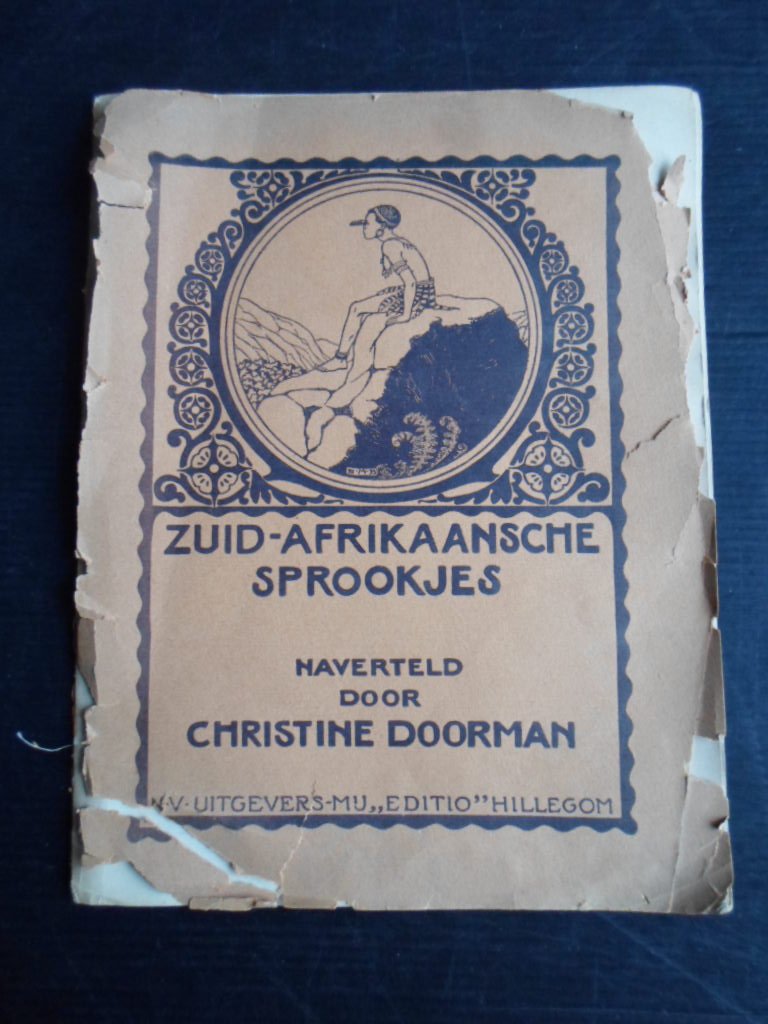 ZUID-AFRIKAANSCHE
SPROOKJES
NAVERTELD
DOOR
CHRISTINE DOORMAN
N.V. UITGEVERS-MIJ „EDITIO" HILLEGOM